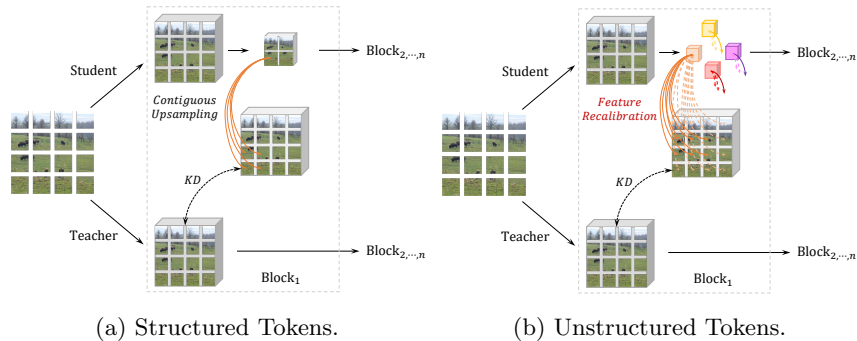 Student
Contiguous
Upsampling
KD
Teacher
Block₁
Block₂,⋯,ₙ
Block₂,⋯,ₙ
(a) Structured Tokens.
Student
Feature
Recalibration
KD
Teacher
Block₁
Block₂,⋯,ₙ
Block₂,⋯,ₙ
(b) Unstructured Tokens.